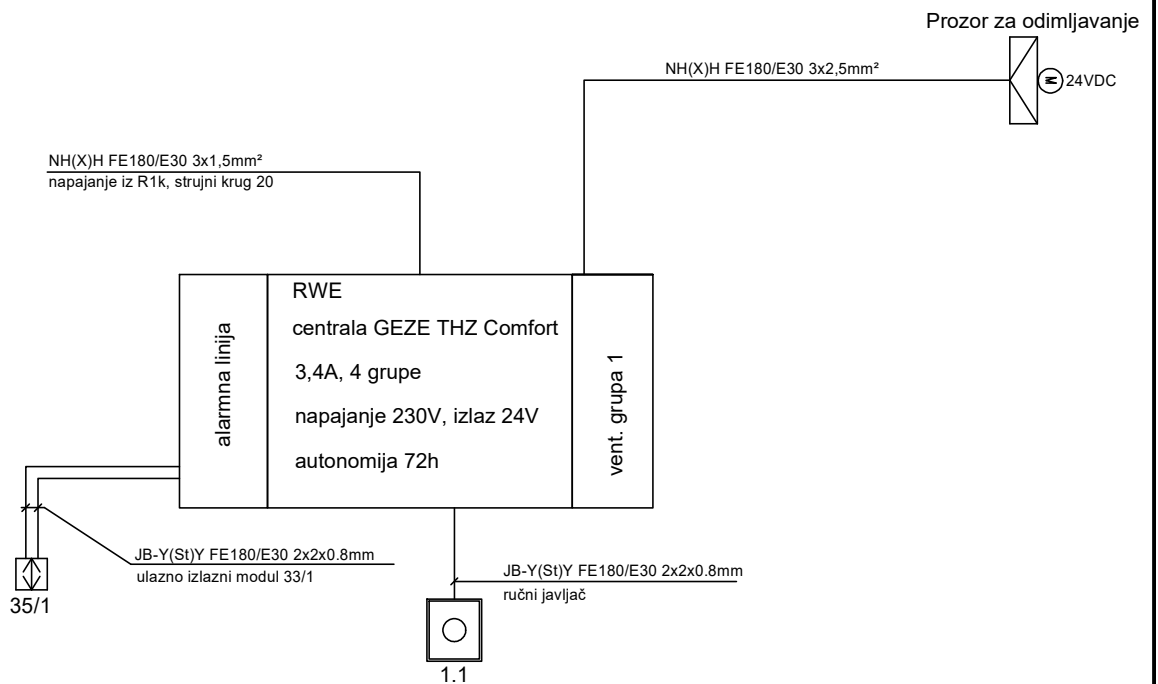 Prozor za odimljavanje
NH(X)H FE180/E30 3x2,5mm²
M
24VDC
NH(X)H FE180/E30 3x1,5mm²
napajanje iz R1k, strujni krug 20
alarmna linija
RWE
centrala GEZE THZ Comfort
3,4A, 4 grupe
napajanje 230V, izlaz 24V
autonomija 72h
vent. grupa 1
JB-Y(St)Y FE180/E30 2x2x0.8mm
ulazno izlazni modul 33/1
35/1
JB-Y(St)Y FE180/E30 2x2x0.8mm
ručni javljač
1.1